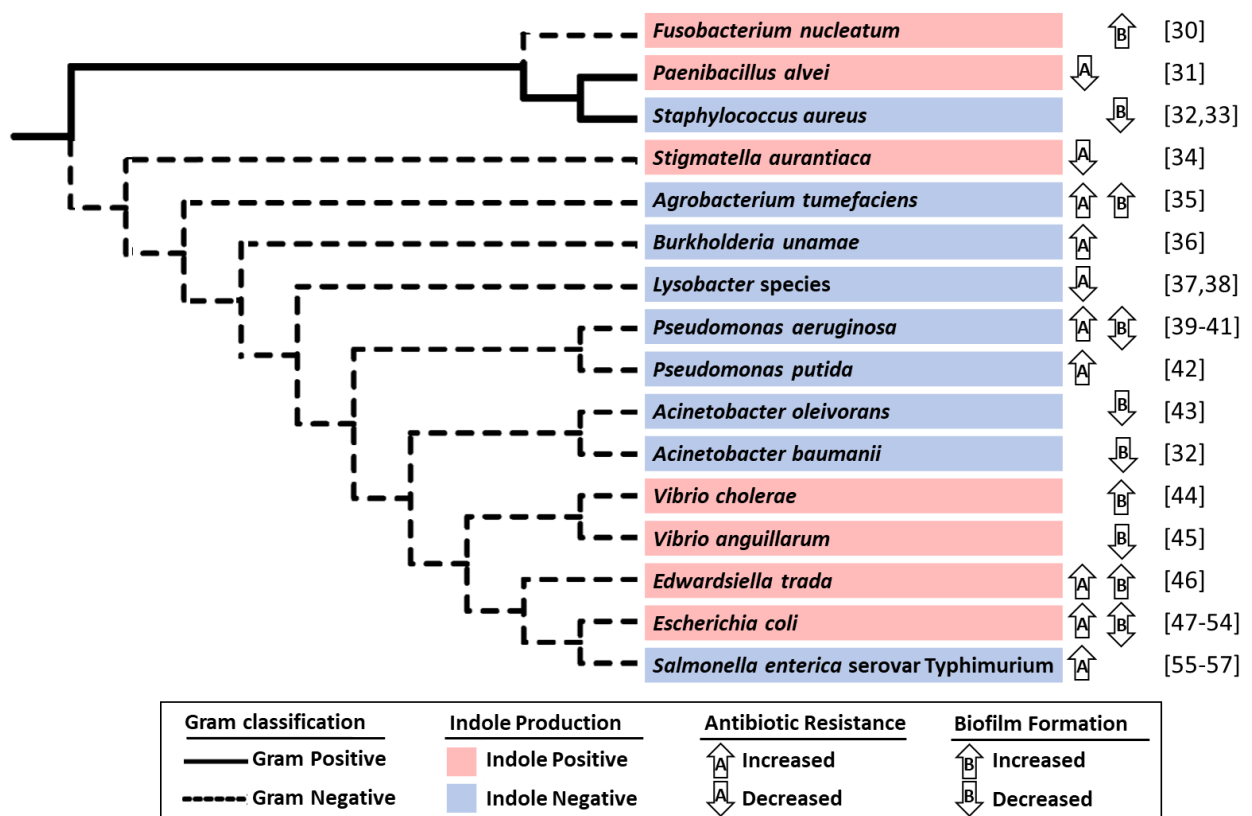 Fusobacterium nucleatum B [30]
Paenibacillus alvei A [31]
Staphylococcus aureus B [32,33]
Stigmatella aurantiaca A [34]
Agrobacterium tumefaciens A B [35]
Burkholderia unamae A [36]
Lysobacter species A [37,38]
Pseudomonas aeruginosa A B [39-41]
Pseudomonas putida A [42]
Acinetobacter oleivorans B [43]
Acinetobacter baumanii B [32]
Vibrio cholerae B [44]
Vibrio anguillarum B [45]
Edwardsiella trada A B [46]
Escherichia coli A B [47-54]
Salmonella enterica serovar Typhimurium A [55-57]
Gram classification Indole Production Antibiotic Resistance Biofilm Formation
Gram Positive Indole Positive A Increased B Increased
Gram Negative Indole Negative A Decreased B Decreased